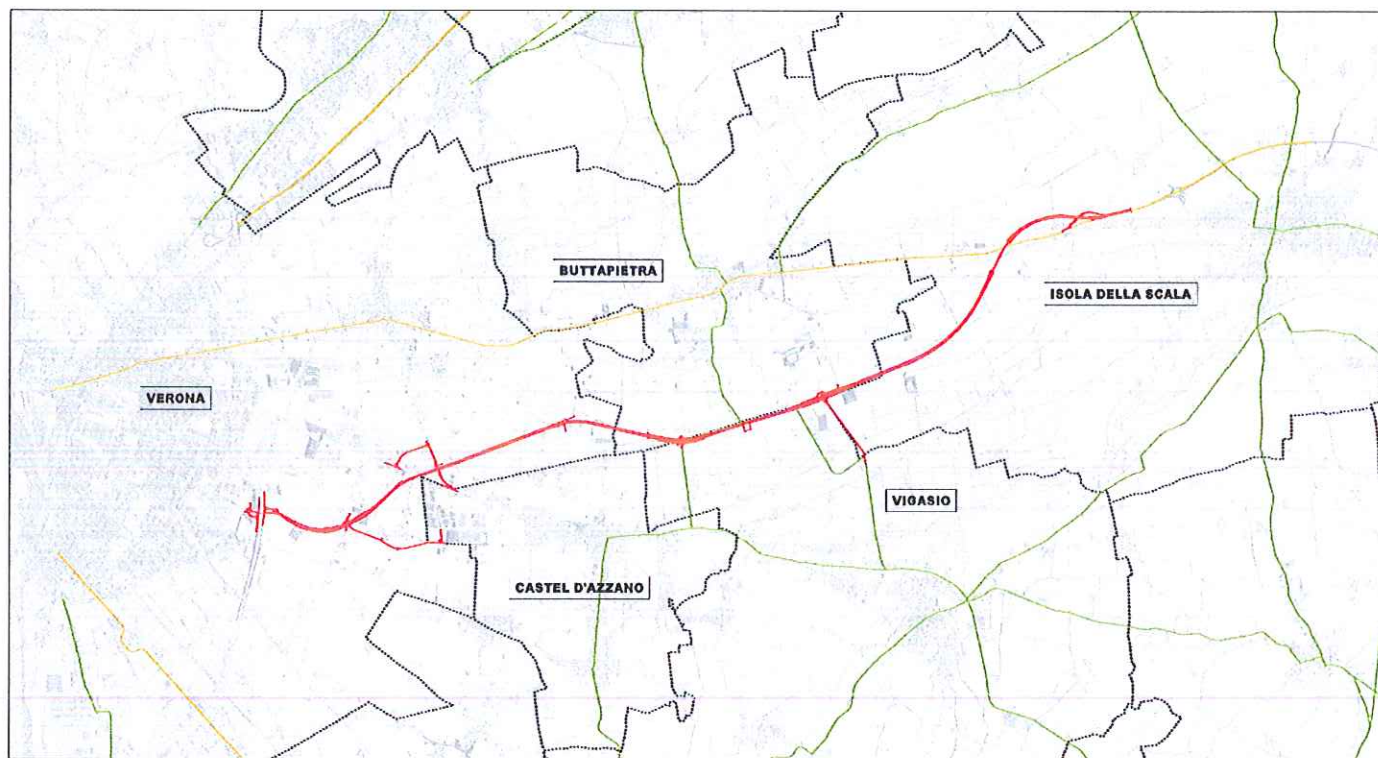 BUTTAPIETRA
ISOLA DELLA SCALA
VERONA
VIGASIO
CASTEL D'AZZANO